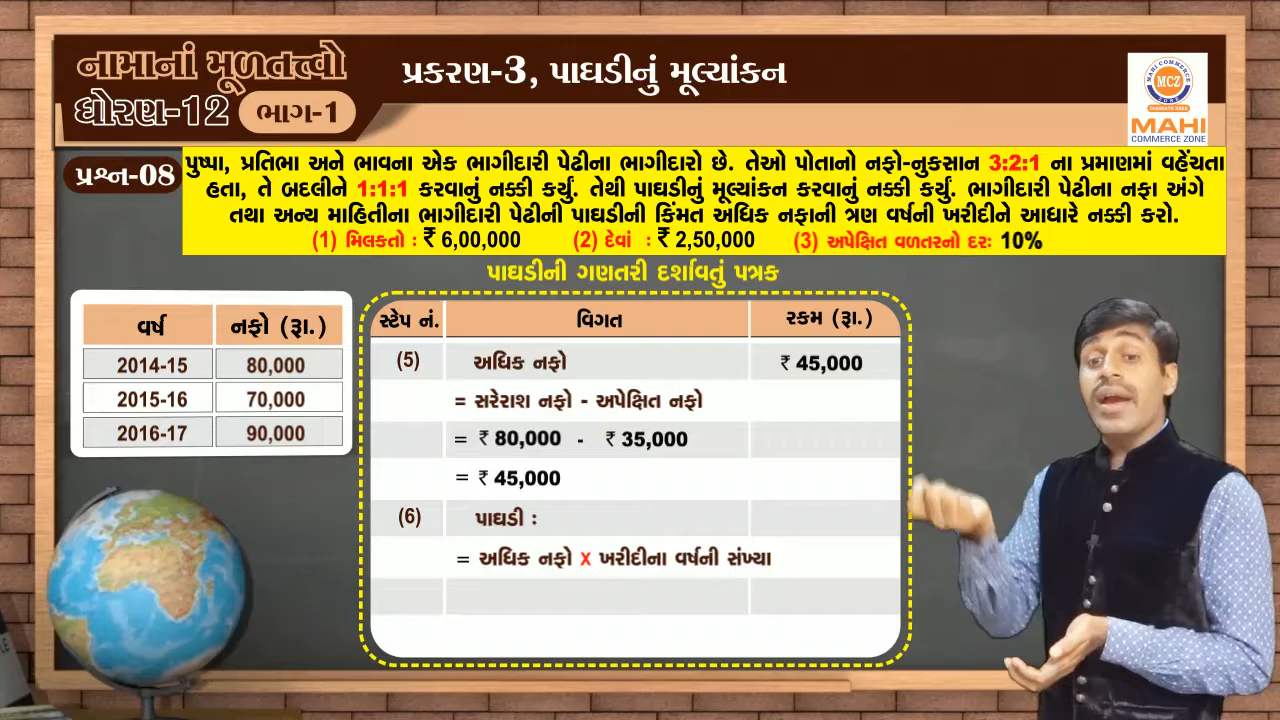 નામાનાં મૂળતત્ત્વો
ધોરણ-12 ભાગ-1
પ્રકરણ-3, પાઘડીનું મૂલ્યાંકન
MAHI COMMERCE ZONE
MCZ
MAHI
COMMERCE ZONE
પ્રશ્ન-08
પુષ્પા, પ્રતિભા અને ભાવના એક ભાગીદારી પેઢીના ભાગીદારો છે. તેઓ પોતાનો નફો-નુકસાન 3:2:1 ના પ્રમાણમાં વહેંચતા
હતા, તે બદલીને 1:1:1 કરવાનું નક્કી કર્યું. તેથી પાઘડીનું મૂલ્યાંકન કરવાનું નક્કી કર્યું. ભાગીદારી પેઢીના નફા અંગે
તથા અન્ય માહિતીના ભાગીદારી પેઢીની પાઘડીની કિંમત અધિક નફાની ત્રણ વર્ષની ખરીદીને આધારે નક્કી કરો.
(1) મિલકતો : ₹ 6,00,000 (2) દેવાં : ₹ 2,50,000 (3) અપેક્ષિત વળતરનો દરઃ 10%
પાઘડીની ગણતરી દર્શાવતું પત્રક
વર્ષ નફો (રૂા.)
2014-15 80,000
2015-16 70,000
2016-17 90,000
સ્ટેપ નં. વિગત રકમ (રૂા.)
(5) અધિક નફો ₹ 45,000
= સરેરાશ નફો - અપેક્ષિત નફો
= ₹ 80,000 - ₹ 35,000
= ₹ 45,000
(6) પાઘડી :
= અધિક નફો X ખરીદીના વર્ષની સંખ્યા